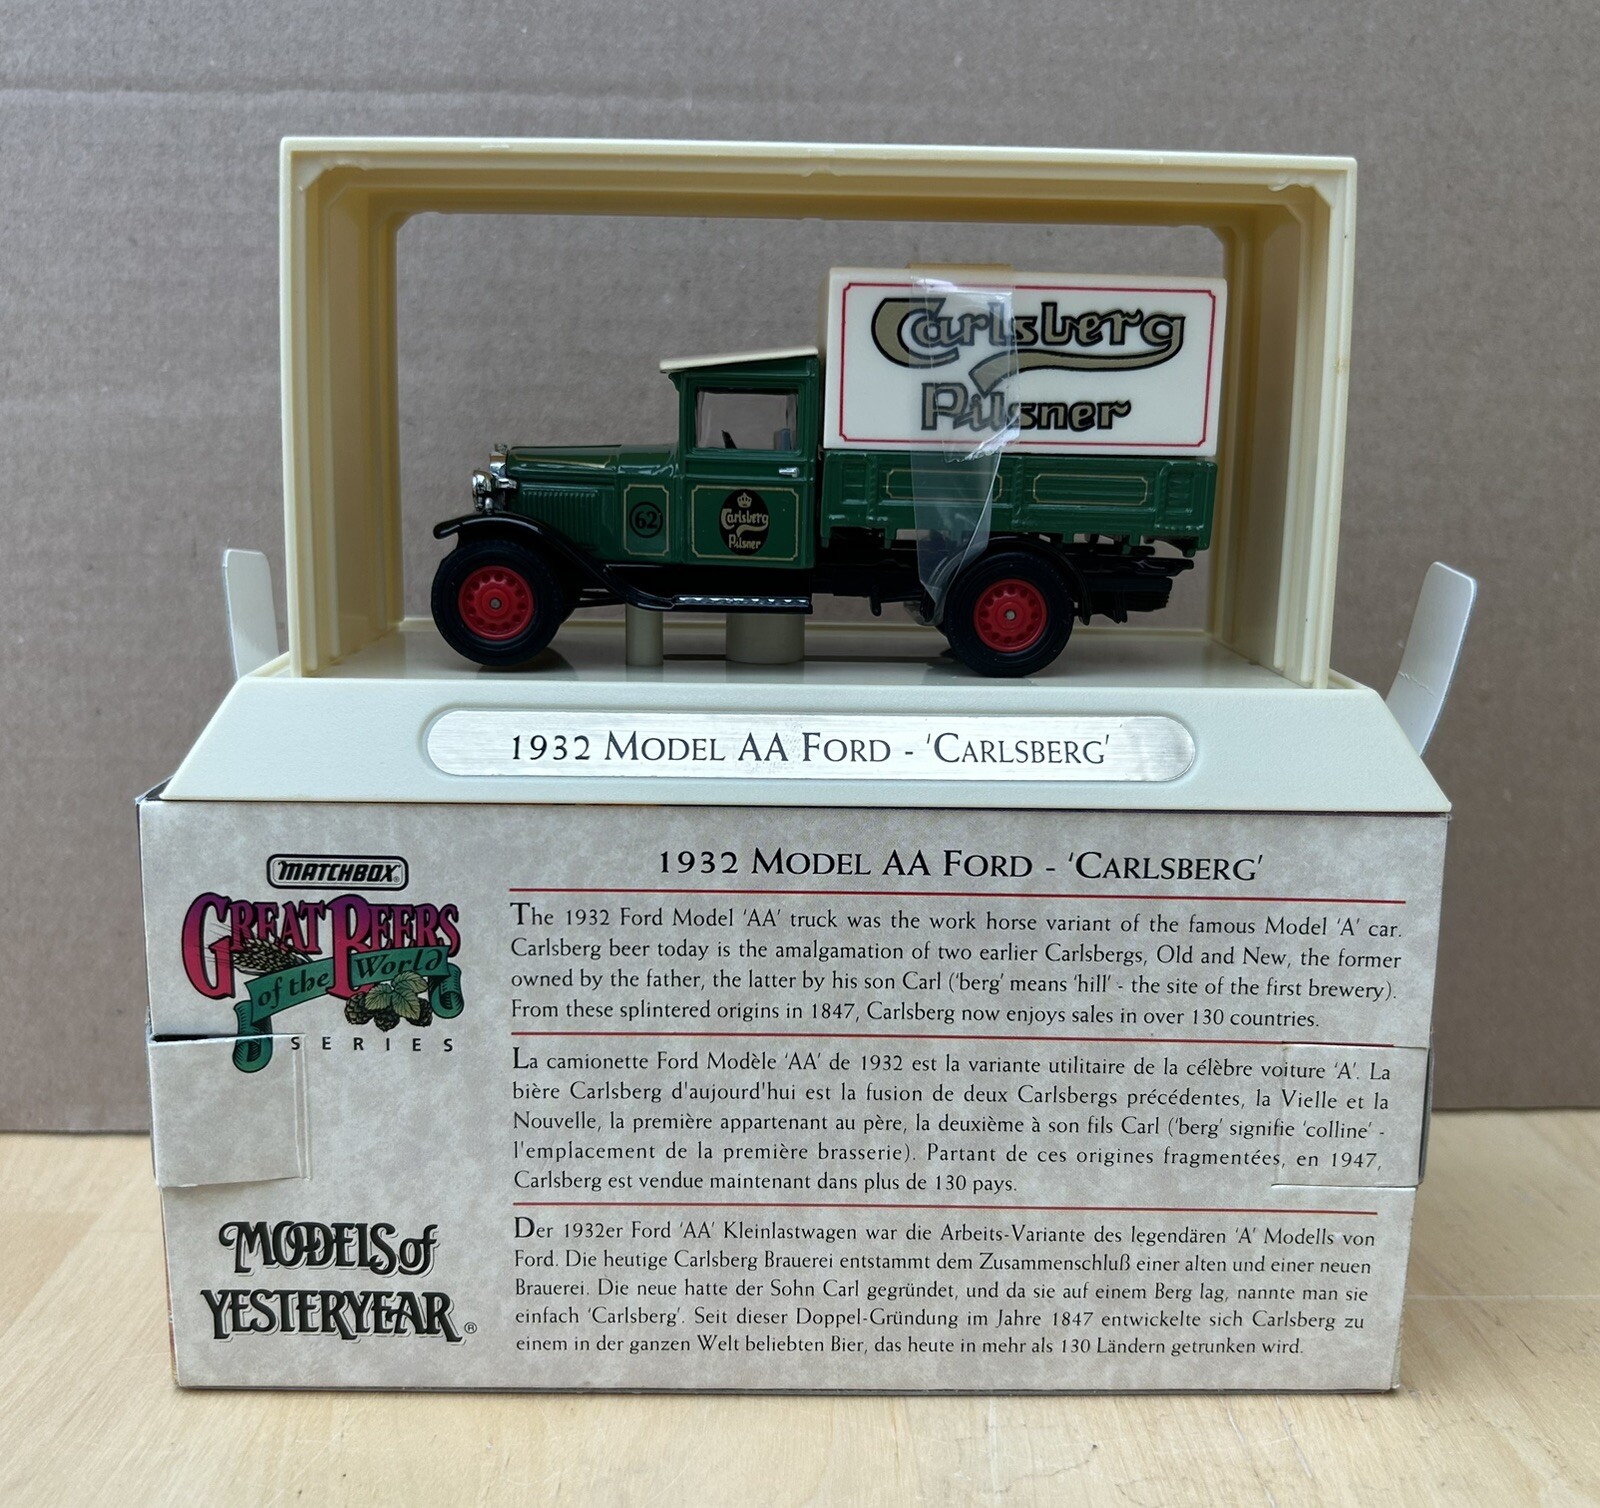 Carlsberg
Pilsner
62
Carlsberg
Pilsner
1932 MODEL AA FORD - 'CARLSBERG'
MATCHBOX®
GREAT BEERS
of the World
SERIES
MODELS of
YESTERYEAR®
1932 MODEL AA FORD - 'CARLSBERG'
The 1932 Ford Model 'AA' truck was the work horse variant of the famous Model 'A' car.
Carlsberg beer today is the amalgamation of two earlier Carlsbergs, Old and New, the former
owned by the father, the latter by his son Carl ('berg' means 'hill' - the site of the first brewery).
From these splintered origins in 1847, Carlsberg now enjoys sales in over 130 countries.
La camionette Ford Modèle 'AA' de 1932 est la variante utilitaire de la célèbre voiture 'A'. La
bière Carlsberg d'aujourd'hui est la fusion de deux Carlsbergs précédentes, la Vielle et la
Nouvelle, la première appartenant au père, la deuxième à son fils Carl ('berg' signifie 'colline' -
l'emplacement de la première brasserie). Partant de ces origines fragmentées, en 1947,
Carlsberg est vendue maintenant dans plus de 130 pays.
Der 1932er Ford 'AA' Kleinlastwagen war die Arbeits-Variante des legendären 'A' Modells von
Ford. Die heutige Carlsberg Brauerei entstammt dem Zusammenschluß einer alten und einer neuen
Brauerei. Die neue hatte der Sohn Carl gegründet, und da sie auf einem Berg lag, nannte man sie
einfach 'Carlsberg'. Seit dieser Doppel-Gründung im Jahre 1847 entwickelte sich Carlsberg zu
einem in der ganzen Welt beliebten Bier, das heute in mehr als 130 Ländern getrunken wird.